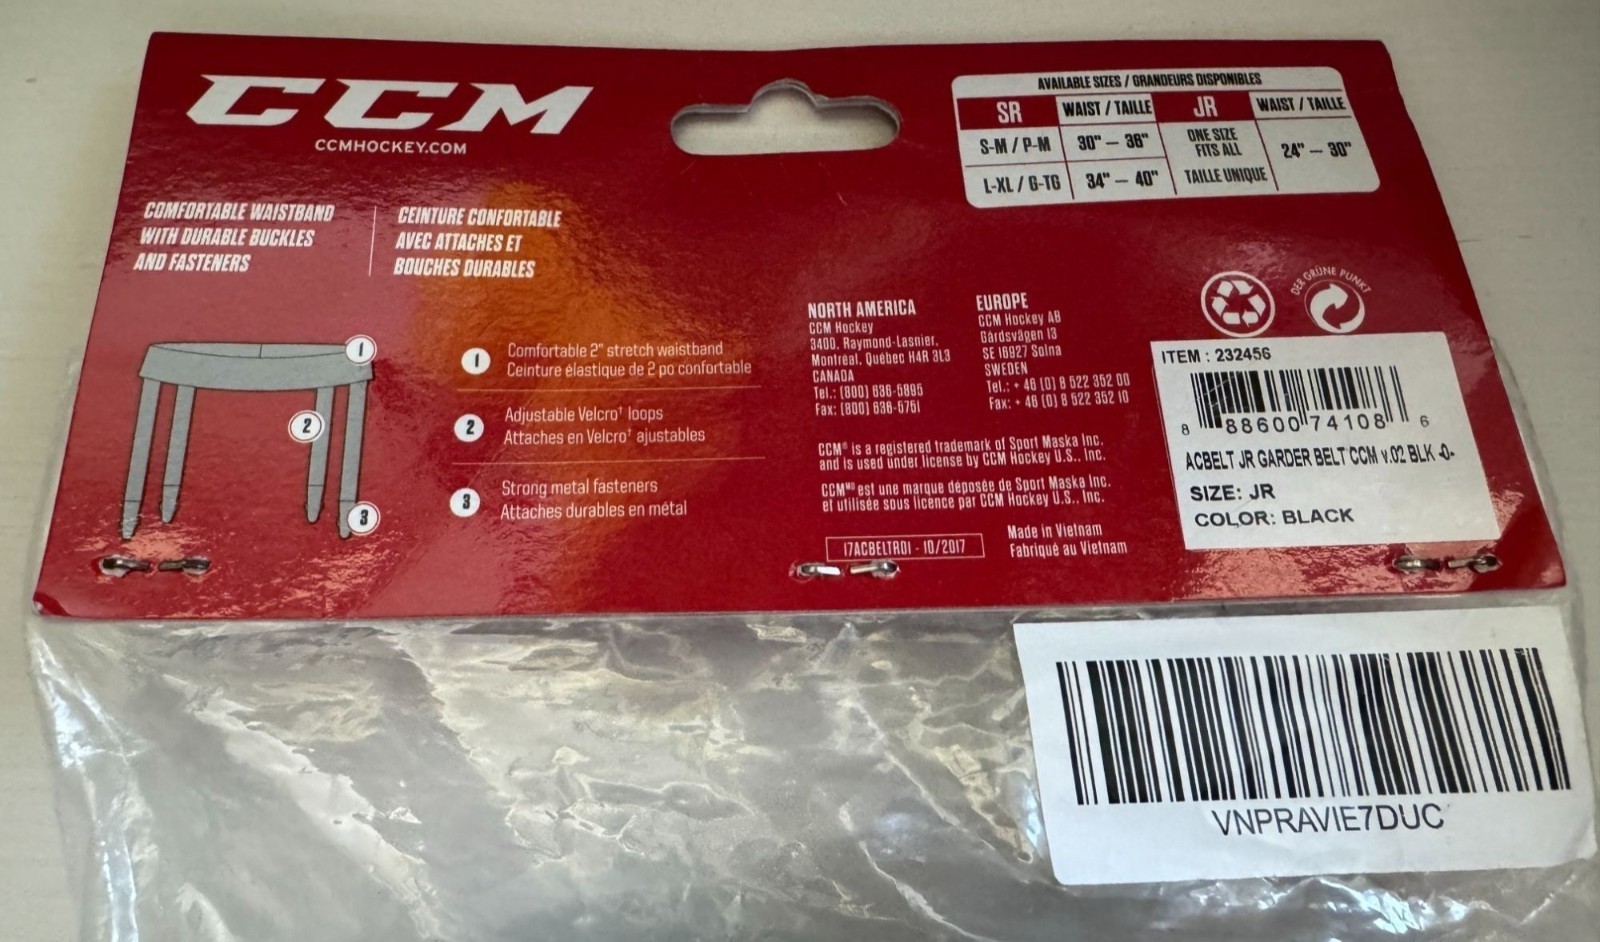 CCM
CCMHOCKEY.COM
COMFORTABLE WAISTBAND
WITH DURABLE BUCKLES
AND FASTENERS
CEINTURE CONFORTABLE
AVEC ATTACHES ET
BOUCHES DURABLES
1
2
3
1 Comfortable 2" stretch waistband
Ceinture élastique de 2 po confortable
2 Adjustable Velcro† loops
Attaches en Velcro† ajustables
3 Strong metal fasteners
Attaches durables en métal
AVAILABLE SIZES / GRANDEURS DISPONIBLES
SR WAIST / TAILLE JR WAIST / TAILLE
S-M / P-M 30" — 36" ONE SIZE FITS ALL 24" — 30"
L-XL / G-TG 34" — 40" TAILLE UNIQUE
NORTH AMERICA
CCM Hockey
3400, Raymond-Lasnier,
Montreal, Québec H4R 3L3
CANADA
Tel.: (800) 636-5895
Fax: (800) 636-5751
EUROPE
CCM Hockey AB
Gårdsvägen 13
SE 16927 Solna
SWEDEN
Tel.: + 46 (0) 8 522 352 00
Fax: + 46 (0) 8 522 352 10
CCM® is a registered trademark of Sport Maska Inc.
and is used under license by CCM Hockey U.S., Inc.
CCMᴹᴰ est une marque déposée de Sport Maska Inc.
et utilisée sous licence par CCM Hockey U.S., Inc.
17ACBELTR01 - 10/2017
Made in Vietnam
Fabriqué au Vietnam
DER GRÜNE PUNKT
ITEM : 232456
8 88600 74108 6
ACBELT JR GARDER BELT CCM v.02 BLK -0-
SIZE: JR
COLOR: BLACK
VNPRAVIE7DUC